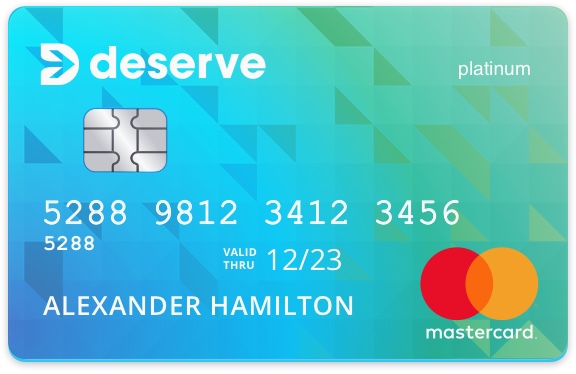 deserve
platinum
5288 9812 3412 3456
5288
VALID
THRU
12/23
ALEXANDER HAMILTON
mastercard.